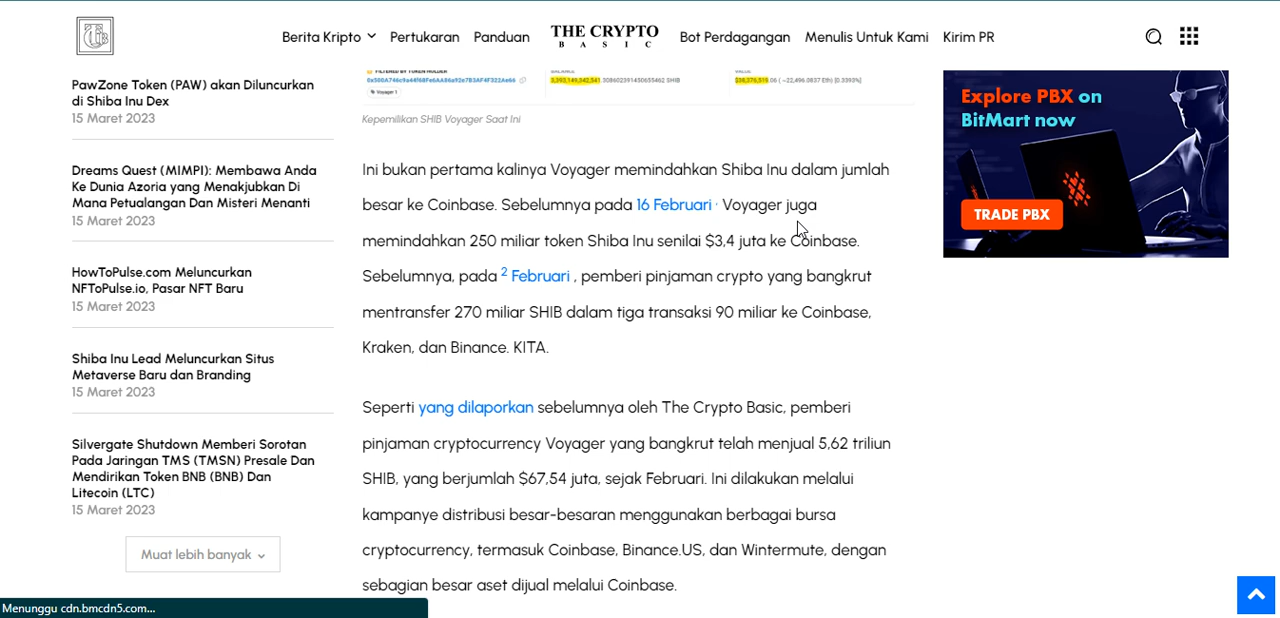 Berita Kripto
Pertukaran
Panduan
THE CRYPTO
BASIC
Bot Perdagangan
Menulis Untuk Kami
Kirim PR
PawZone Token (PAW) akan Diluncurkan
di Shiba Inu Dex
15 Maret 2023
Dreams Quest (MIMPI): Membawa Anda
Ke Dunia Azoria yang Menakjubkan Di
Mana Petualangan Dan Misteri Menanti
15 Maret 2023
HowToPulse.com Meluncurkan
NFToPulse.io, Pasar NFT Baru
15 Maret 2023
Shiba Inu Lead Meluncurkan Situs
Metaverse Baru dan Branding
15 Maret 2023
Silvergate Shutdown Memberi Sorotan
Pada Jaringan TMS (TMSN) Presale Dan
Mendirikan Token BNB (BNB) Dan
Litecoin (LTC)
15 Maret 2023
Muat lebih banyak
FILTERED BY TOKEN HOLDER
Voyager 1
BALANCE
VALUE
Kepemilikan SHIB Voyager Saat Ini
Ini bukan pertama kalinya Voyager memindahkan Shiba Inu dalam jumlah
besar ke Coinbase. Sebelumnya pada 16 Februari , Voyager juga
memindahkan 250 miliar token Shiba Inu senilai $3,4 juta ke Coinbase.
Sebelumnya, pada 2 Februari , pemberi pinjaman crypto yang bangkrut
mentransfer 270 miliar SHIB dalam tiga transaksi 90 miliar ke Coinbase,
Kraken, dan Binance. KITA.
Seperti yang dilaporkan sebelumnya oleh The Crypto Basic, pemberi
pinjaman cryptocurrency Voyager yang bangkrut telah menjual 5,62 triliun
SHIB, yang berjumlah $67,54 juta, sejak Februari. Ini dilakukan melalui
kampanye distribusi besar-besaran menggunakan berbagai bursa
cryptocurrency, termasuk Coinbase, Binance.US, dan Wintermute, dengan
sebagian besar aset dijual melalui Coinbase.
Explore PBX on
BitMart now
TRADE PBX
Menunggu cdn.bmcdn5.com...